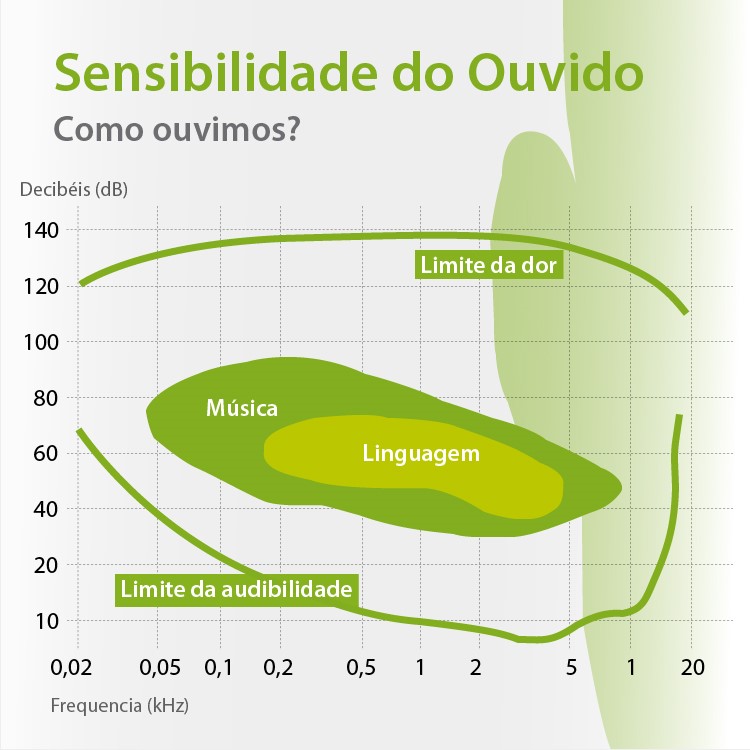 Sensibilidade do Ouvido
Como ouvimos?
Decibéis (dB)
140
120
100
80
60
40
20
10
Limite da dor
Música
Linguagem
Limite da audibilidade
0,02 0,05 0,1 0,2 0,5 1 2 5 1 20
Frequencia (kHz)